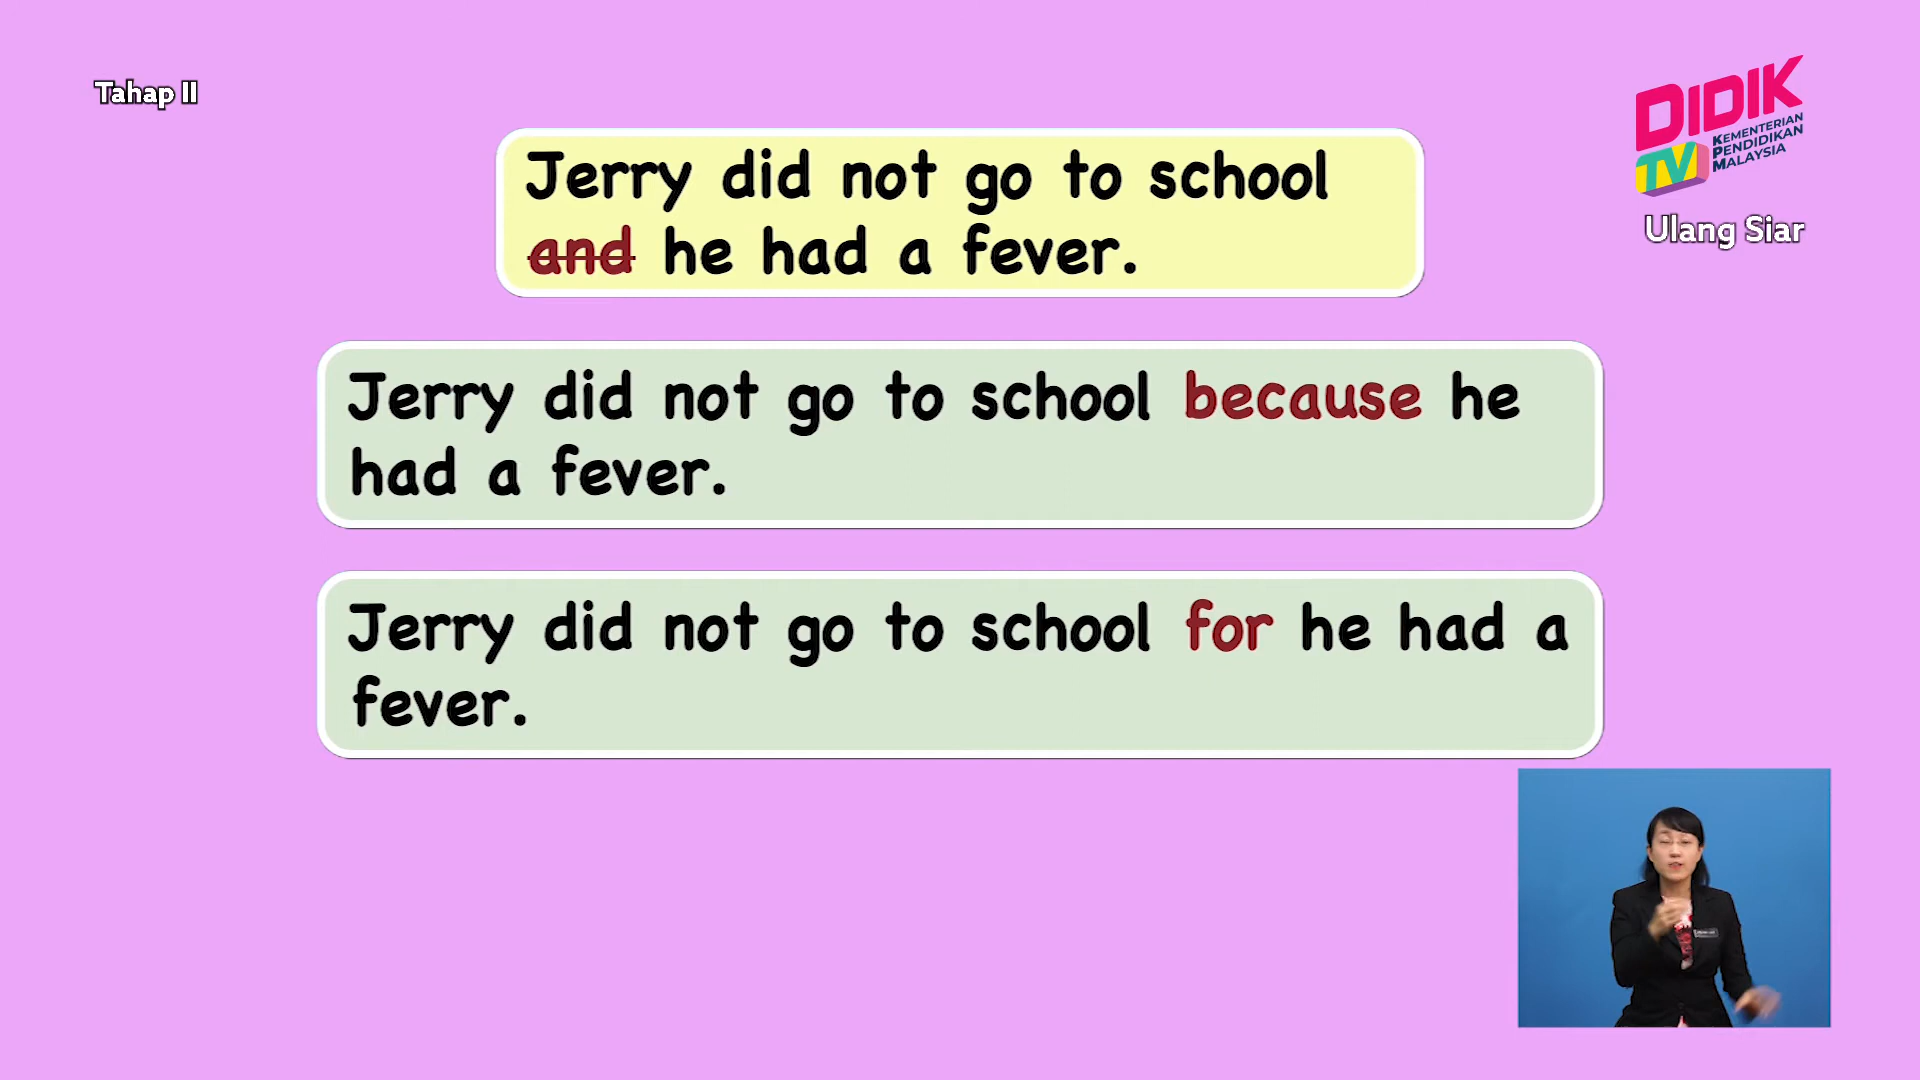 Tahap II
DIDIK
TV
KEMENTERIAN
PENDIDIKAN
MALAYSIA
Ulang Siar
Jerry did not go to school
and he had a fever.
Jerry did not go to school because he
had a fever.
Jerry did not go to school for he had a
fever.